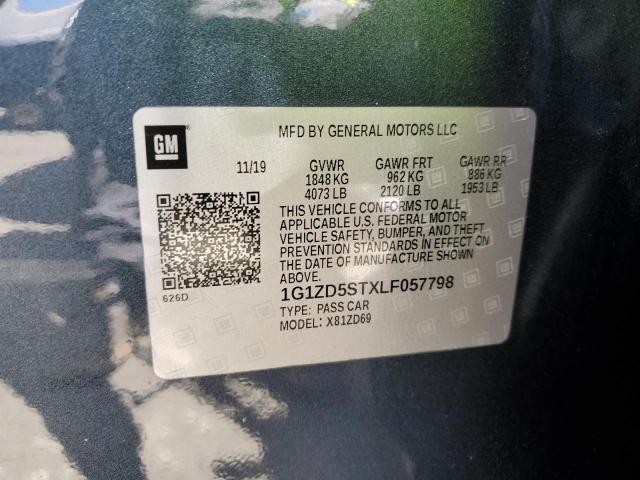 GM
MFD BY GENERAL MOTORS LLC
11/19 GVWR GAWR FRT GAWR RR
1848 KG 962 KG 886 KG
4073 LB 2120 LB 1953 LB
THIS VEHICLE CONFORMS TO ALL
APPLICABLE U.S. FEDERAL MOTOR
VEHICLE SAFETY, BUMPER, AND THEFT
PREVENTION STANDARDS IN EFFECT ON
THE DATE OF MANUFACTURE SHOWN
ABOVE.
626D
1G1ZD5STXLF057798
TYPE: PASS CAR
MODEL: X81ZD69